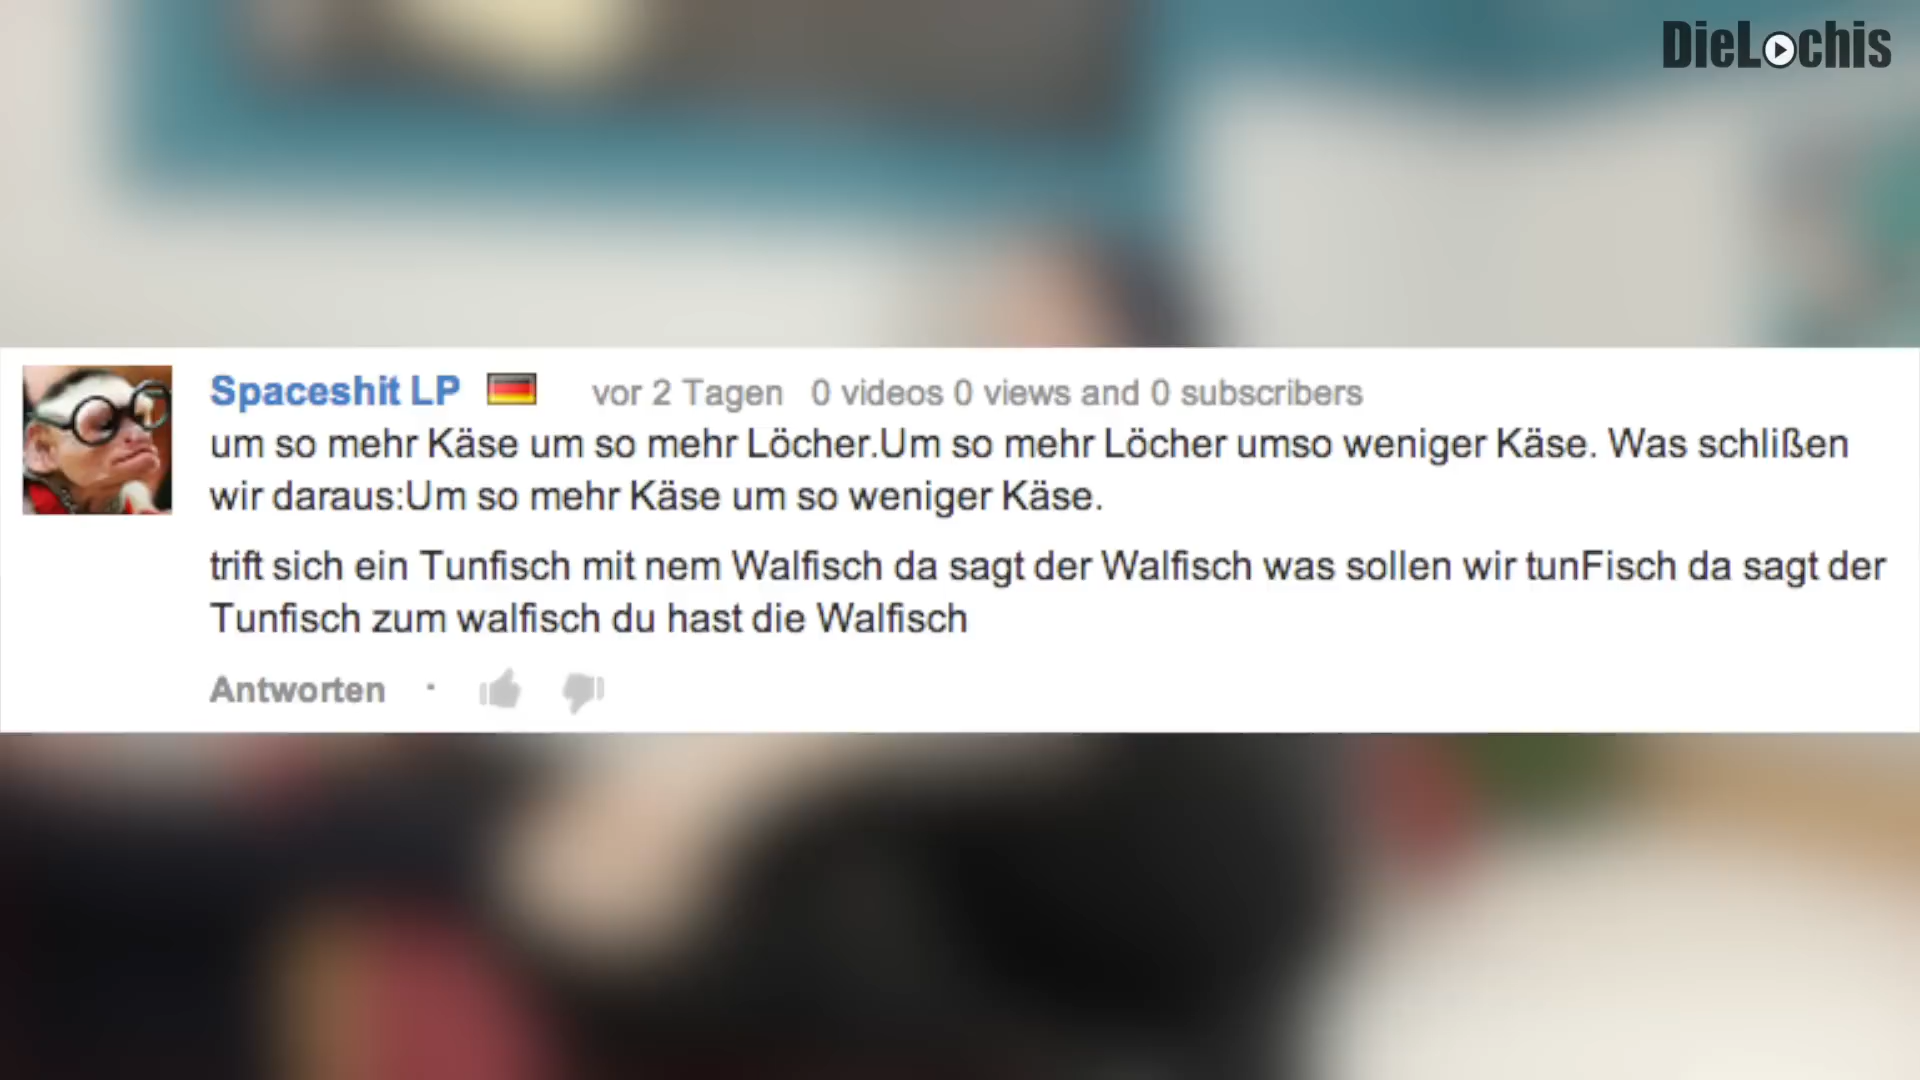 DieLochis
Spaceshit LP vor 2 Tagen 0 videos 0 views and 0 subscribers
um so mehr Käse um so mehr Löcher.Um so mehr Löcher umso weniger Käse. Was schlißen
wir daraus:Um so mehr Käse um so weniger Käse.
trift sich ein Tunfisch mit nem Walfisch da sagt der Walfisch was sollen wir tunFisch da sagt der
Tunfisch zum walfisch du hast die Walfisch
Antworten ·